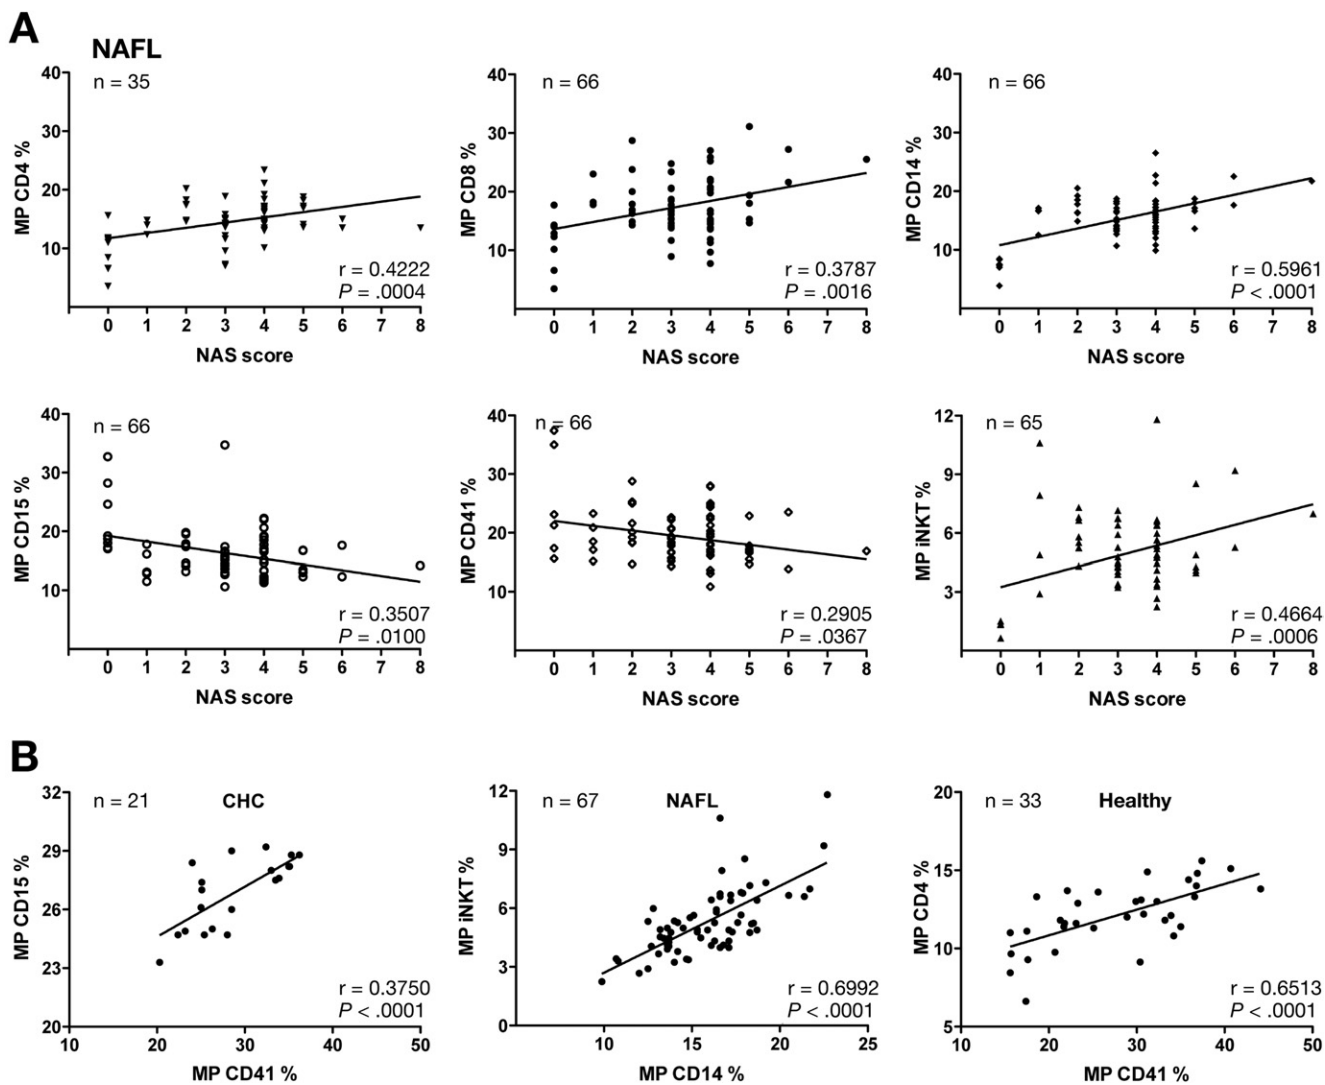 A
NAFL
n = 35
MP CD4 %
40
30
20
10
0 1 2 3 4 5 6 7 8
NAS score
r = 0.4222
P = .0004
n = 66
MP CD8 %
40
30
20
10
0 1 2 3 4 5 6 7 8
NAS score
r = 0.3787
P = .0016
n = 66
MP CD14 %
40
30
20
10
0 1 2 3 4 5 6 7 8
NAS score
r = 0.5961
P < .0001
n = 66
MP CD15 %
40
30
20
10
0 1 2 3 4 5 6 7 8
NAS score
r = 0.3507
P = .0100
n = 66
MP CD41 %
40
30
20
10
0 1 2 3 4 5 6 7 8
NAS score
r = 0.2905
P = .0367
n = 65
MP iNKT %
12
9
6
3
0 1 2 3 4 5 6 7 8
NAS score
r = 0.4664
P = .0006
B
n = 21 CHC
MP CD15 %
32
29
26
23
20
10 20 30 40 50
MP CD41 %
r = 0.3750
P < .0001
n = 67 NAFL
MP iNKT %
12
9
6
3
0
10 15 20 25
MP CD14 %
r = 0.6992
P < .0001
n = 33 Healthy
MP CD4 %
20
15
10
5
10 20 30 40 50
MP CD41 %
r = 0.6513
P < .0001